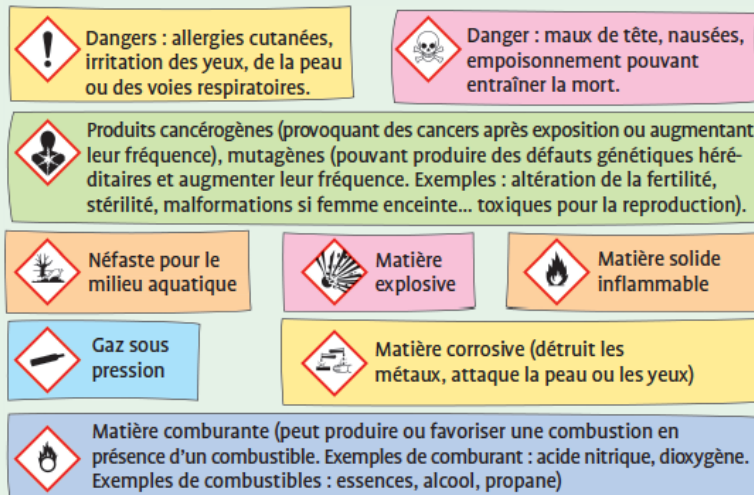 Dangers : allergies cutanées,
irritation des yeux, de la peau
ou des voies respiratoires.
Danger : maux de tête, nausées,
empoisonnement pouvant
entraîner la mort.
Produits cancérogènes (provoquant des cancers après exposition ou augmentant
leur fréquence), mutagènes (pouvant produire des défauts génétiques héré-
ditaires et augmenter leur fréquence. Exemples : altération de la fertilité,
stérilité, malformations si femme enceinte... toxiques pour la reproduction).
Néfaste pour le
milieu aquatique
Matière
explosive
Matière solide
inflammable
Gaz sous
pression
Matière corrosive (détruit les
métaux, attaque la peau ou les yeux)
Matière comburante (peut produire ou favoriser une combustion en
présence d'un combustible. Exemples de comburant : acide nitrique, dioxygène.
Exemples de combustibles : essences, alcool, propane)